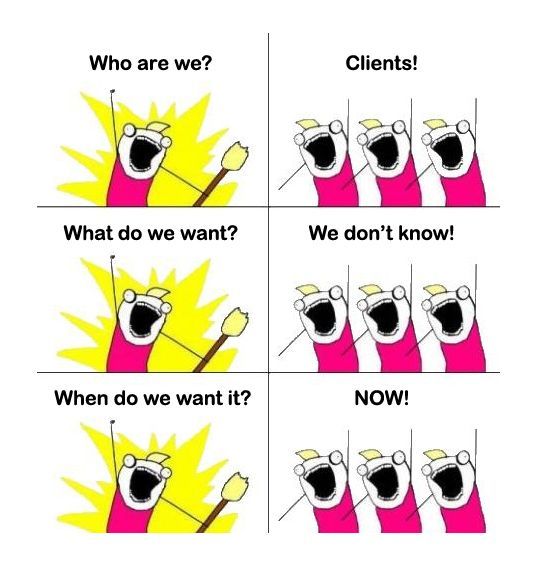 Who are we?
Clients!
What do we want?
We don’t know!
When do we want it?
NOW!